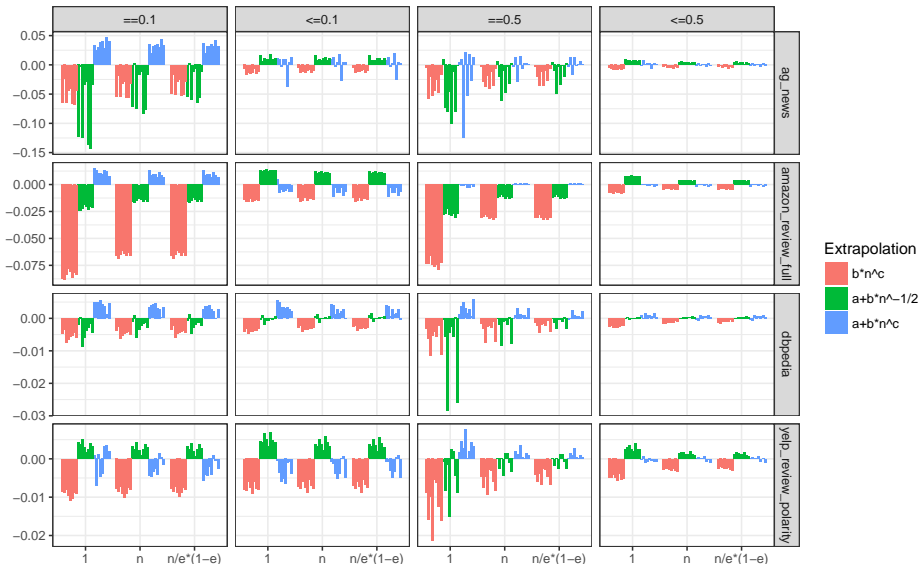 ==0.1 <=0.1 ==0.5 <=0.5
0.05
0.00
−0.05
−0.10
−0.15
ag_news
0.000
−0.025
−0.050
−0.075
amazon_review_full
0.000
−0.01
−0.02
−0.03
dbpedia
0.00
−0.01
−0.02
yelp_review_polarity
1 n n/e*(1−e) 1 n n/e*(1−e) 1 n n/e*(1−e) 1 n n/e*(1−e)
Extrapolation
b*n^c
a+b*n^−1/2
a+b*n^c